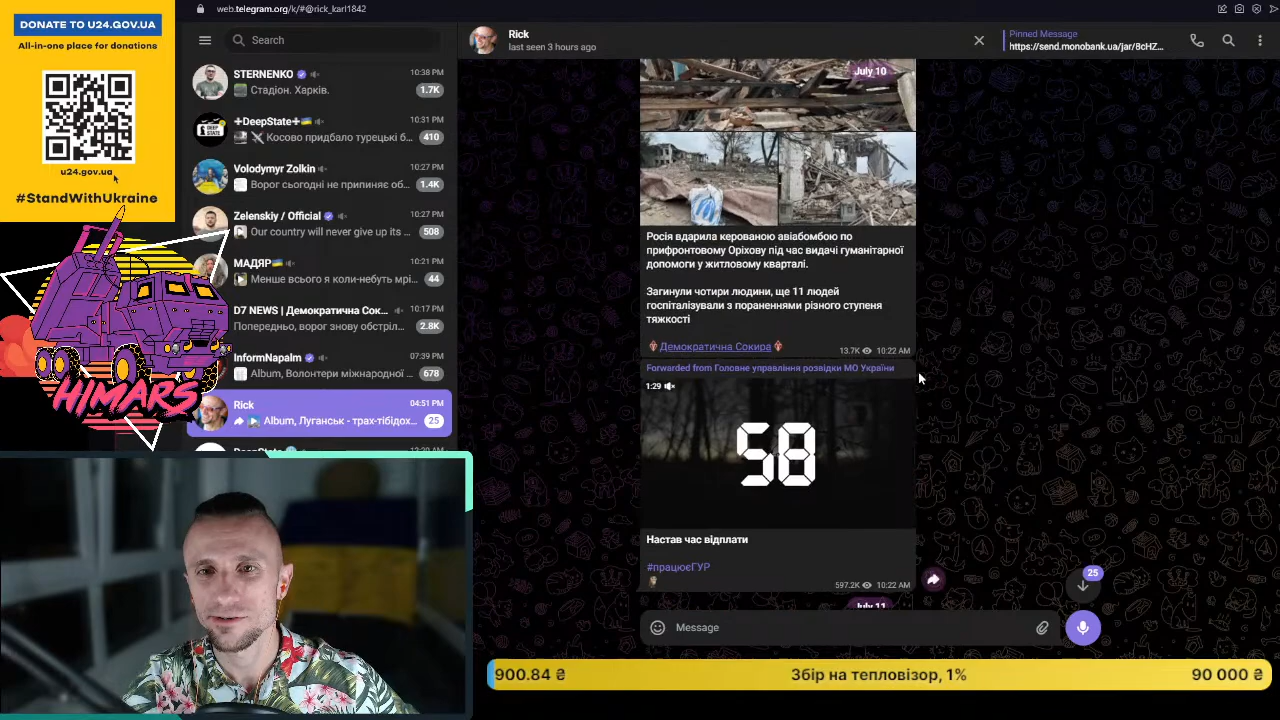 DONATE TO U24.GOV.UA
All-in-one place for donations
u24.gov.ua
#StandWithUkraine
HIMARS
web.telegram.org/k/#@rick_karl1842
Search
STERNENKO
10:38 PM
Стадіон. Харків.
1.7K
+DeepState+
10:31 PM
Косово придбало турецькі б...
410
Volodymyr Zolkin
10:27 PM
Ворог сьогодні не припиняє об...
1.4K
Zelenskiy / Official
10:27 PM
Our country will never give up its ...
508
МАДЯР
10:21 PM
Менше всього я коли-небуть мрі...
44
D7 NEWS | Демократична Сок...
10:17 PM
Попередньо, ворог знову обстріл...
2.8K
InformNapalm
07:39 PM
Album, Волонтери міжнародної ...
678
Rick
04:51 PM
Album, Луганськ - трах-тібідох...
25
Rick
last seen 3 hours ago
Pinned Message
https://send.monobank.ua/jar/8cHZ...
July 10
Росія вдарила керованою авіабомбою по
прифронтовому Оріхову під час видачі гуманітарної
допомоги у житловому кварталі.
Загинули чотири людини, ще 11 людей
госпіталізували з пораненнями різного ступеня
тяжкості
Демократична Сокира
13.7K 10:22 AM
Forwarded from Головне управління розвідки МО України
1:29
58
Настав час відплати
#працюєГУР
597.2K 10:22 AM
July 11
25
Message
900.84 ₴
Збір на тепловізор, 1%
90 000 ₴